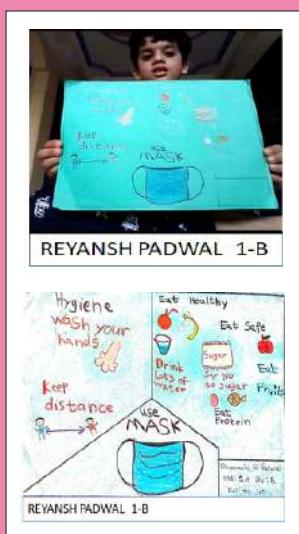 Keep
distance
use
MASK
REYANSH PADWAL 1-B
Hygiene
wash your
hands
Keep
distance
Eat Healthy
Drink
lots of
water
Eat Safe
Sugar
Say No
to sugar
Eat
Fruits
Eat
Protein
use
MASK
REYANSH PADWAL 1-B